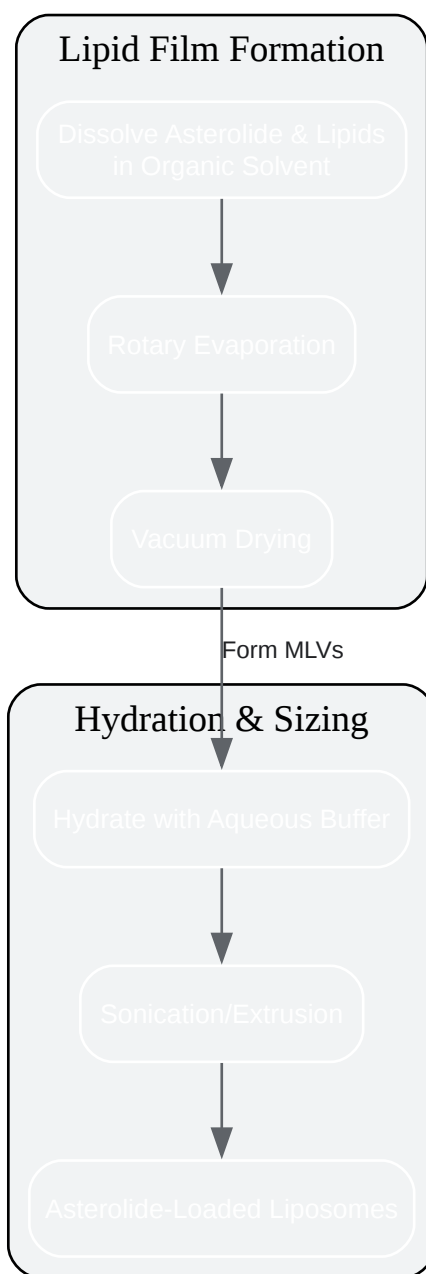 Lipid Film Formation
Dissolve Asterolide & Lipids
in Organic Solvent
Rotary Evaporation
Vacuum Drying
Form MLVs
Hydration & Sizing
Hydrate with Aqueous Buffer
Sonication/Extrusion
Asterolide-Loaded Liposomes